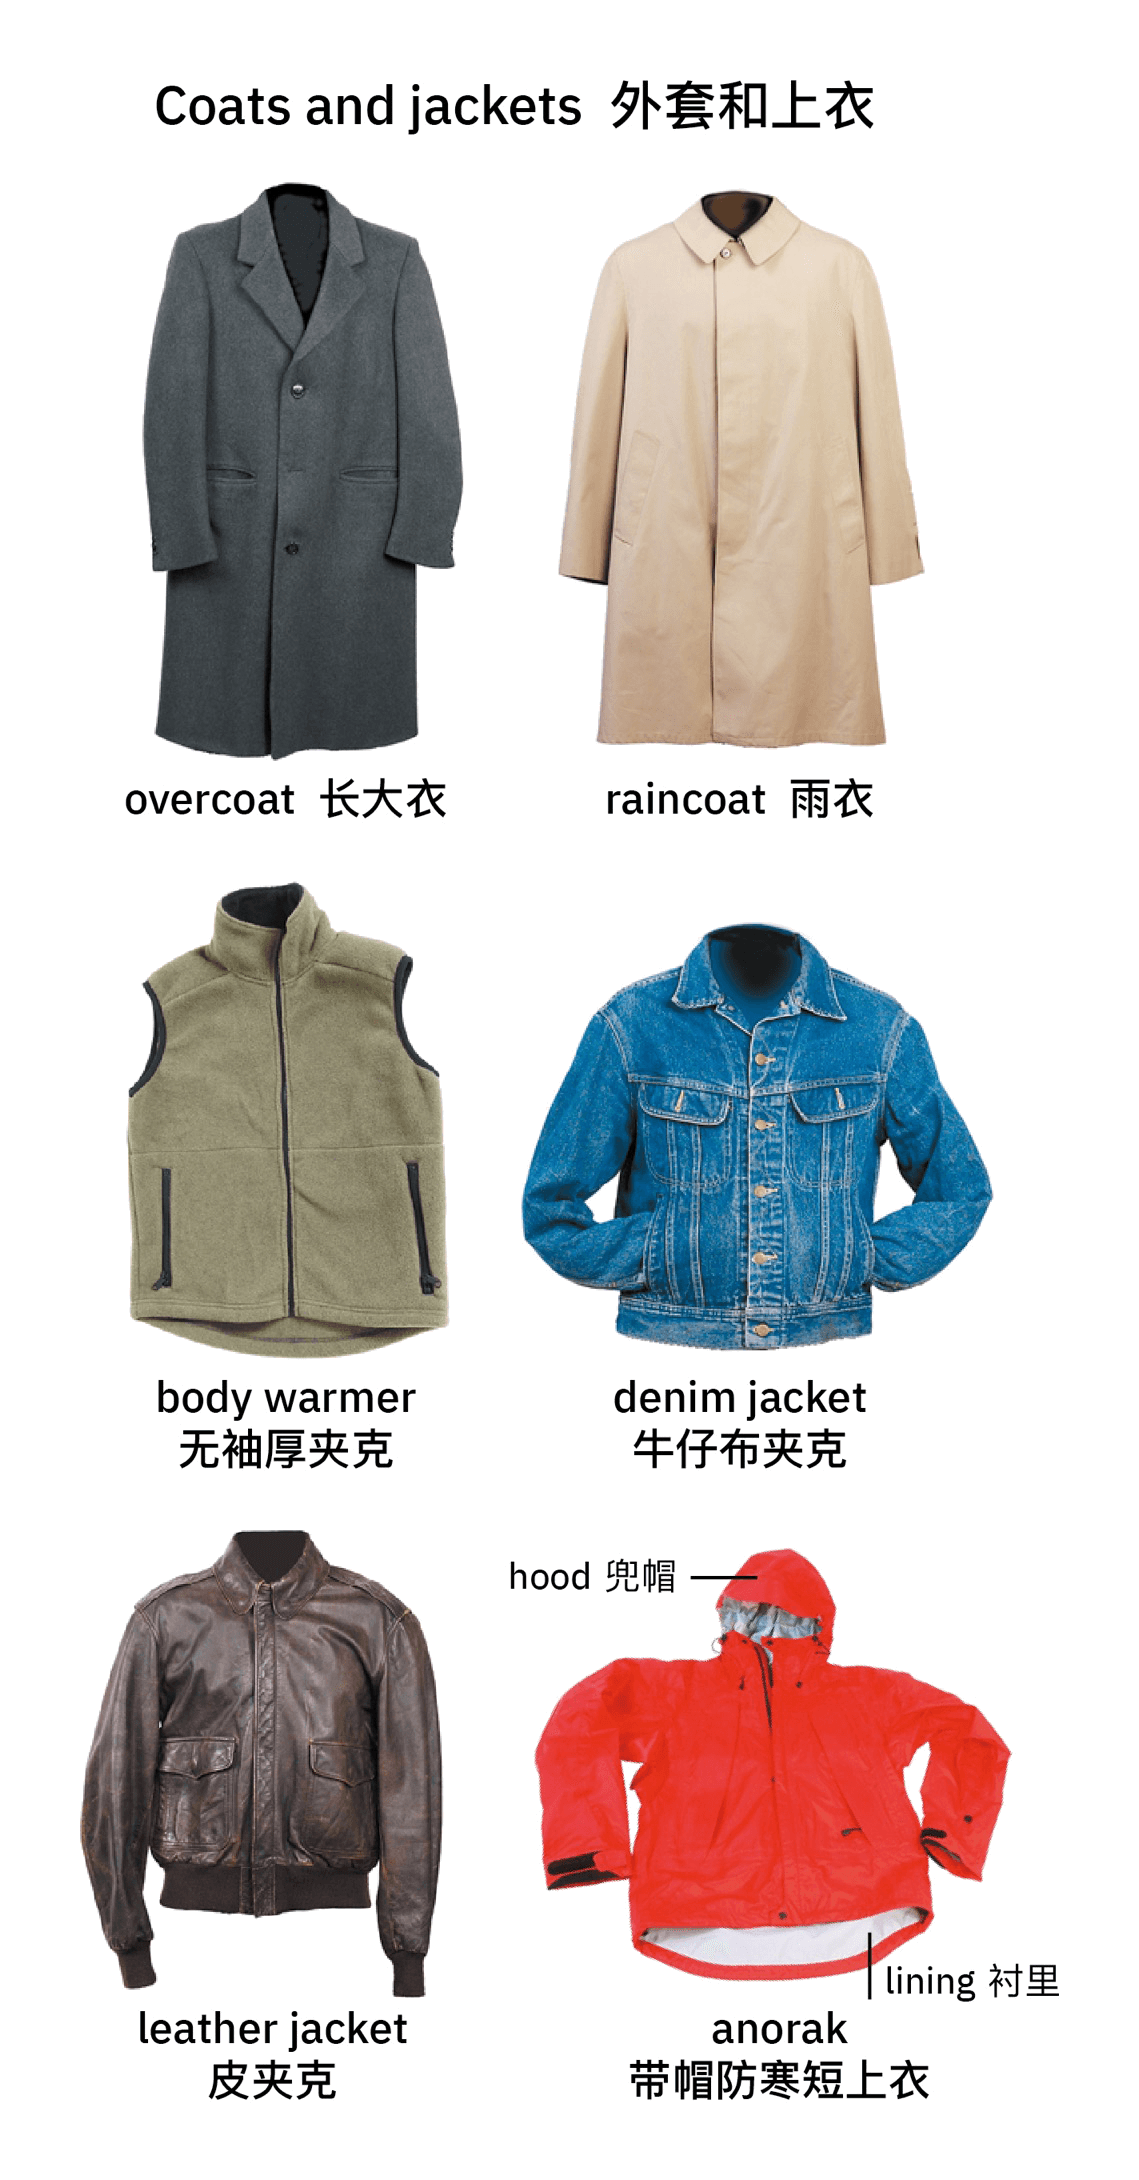 Coats and jackets 外套和上衣
overcoat 长大衣
raincoat 雨衣
body warmer
无袖厚夹克
denim jacket
牛仔布夹克
leather jacket
皮夹克
hood 兜帽
lining 衬里
anorak
带帽防寒短上衣